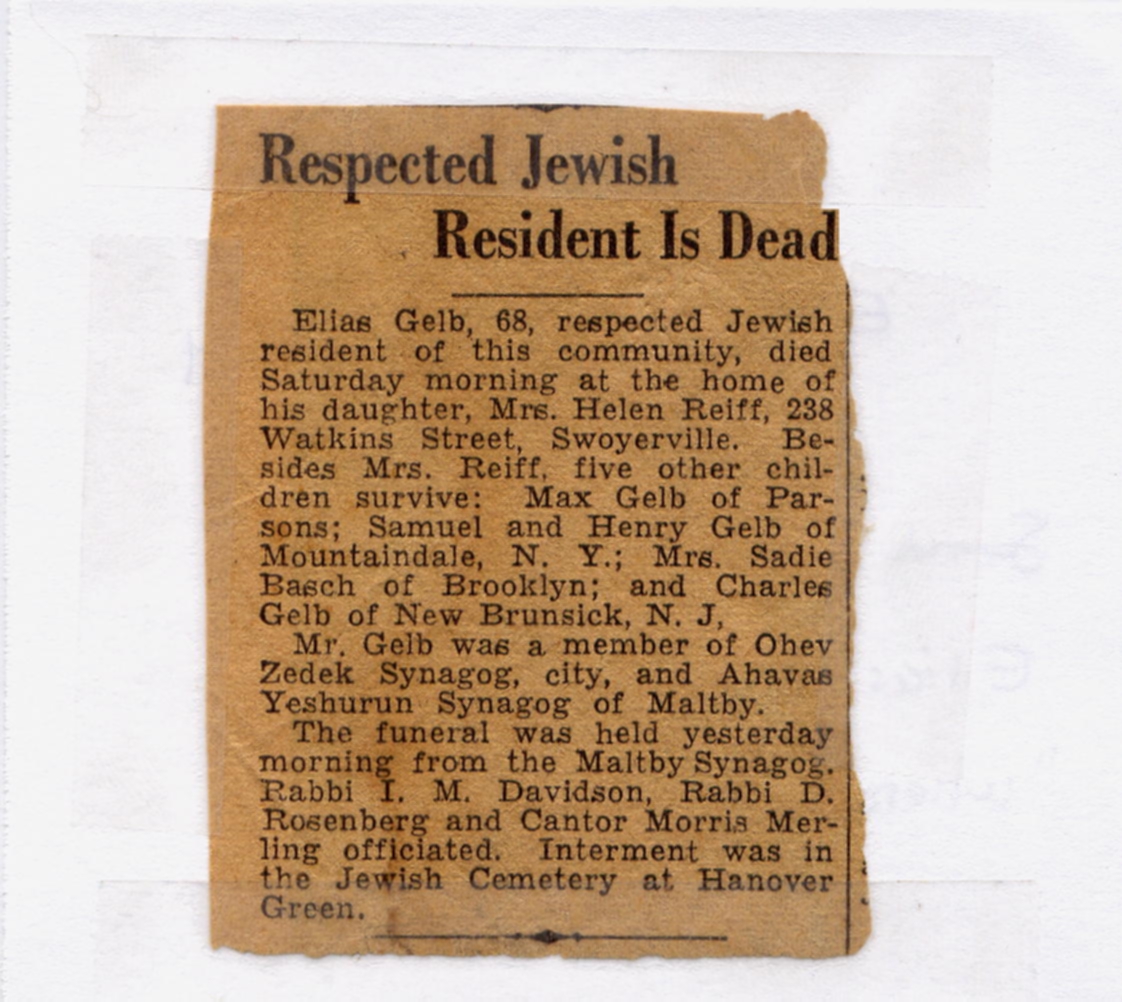 Respected Jewish
Resident Is Dead
Elias Gelb, 68, respected Jewish
resident of this community, died
Saturday morning at the home of
his daughter, Mrs. Helen Reiff, 238
Watkins Street, Swoyerville. Be-
sides Mrs. Reiff, five other chil-
dren survive: Max Gelb of Par-
sons; Samuel and Henry Gelb of
Mountaindale, N. Y.; Mrs. Sadie
Basch of Brooklyn; and Charles
Gelb of New Brunsick, N. J,
Mr. Gelb was a member of Ohev
Zedek Synagog, city, and Ahavas
Yeshurun Synagog of Maltby.
The funeral was held yesterday
morning from the Maltby Synagog.
Rabbi I. M. Davidson, Rabbi D.
Rosenberg and Cantor Morris Mer-
ling officiated. Interment was in
the Jewish Cemetery at Hanover
Green.